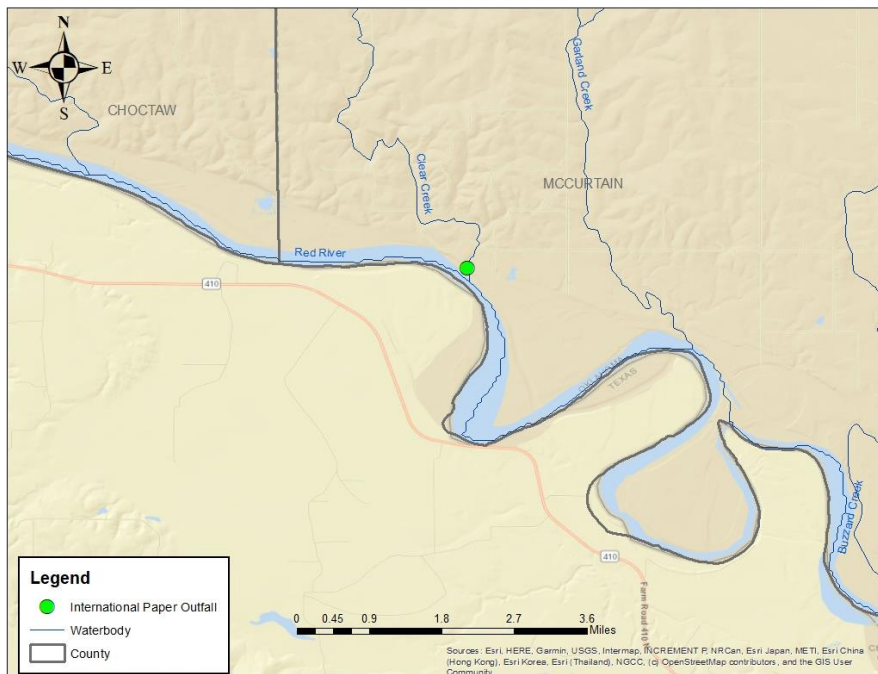 N
W
E
S
CHOCTAW
Garland Creek
MCCURTAIN
Clear Creek
Red River
410
OKLAHOMA
TEXAS
Buzzard Creek
410
Farm Road 410 N
Legend
International Paper Outfall
Waterbody
County
0 0.45 0.9 1.8 2.7 3.6
Miles
Sources: Esri, HERE, Garmin, USGS, Intermap, INCREMENT P, NRCan, Esri Japan, METI, Esri China
(Hong Kong), Esri Korea, Esri (Thailand), NGCC, (c) OpenStreetMap contributors, and the GIS User
Community